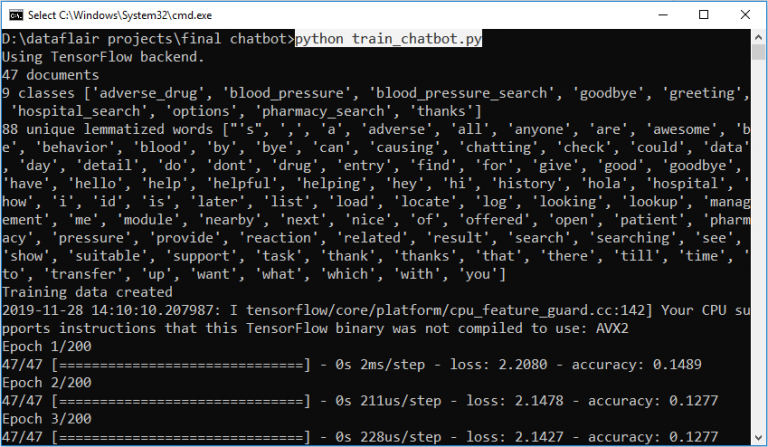 Select C:\Windows\System32\cmd.exe
D:\dataflair projects\final chatbot>python train_chatbot.py
Using TensorFlow backend.
47 documents
9 classes ['adverse_drug', 'blood_pressure', 'blood_pressure_search', 'goodbye', 'greeting',
'hospital_search', 'options', 'pharmacy_search', 'thanks']
88 unique lemmatized words ["'s", ',', 'a', 'adverse', 'all', 'anyone', 'are', 'awesome', 'b
e', 'behavior', 'blood', 'by', 'bye', 'can', 'causing', 'chatting', 'check', 'could', 'data'
, 'day', 'detail', 'do', 'dont', 'drug', 'entry', 'find', 'for', 'give', 'good', 'goodbye',
'have', 'hello', 'help', 'helpful', 'helping', 'hey', 'hi', 'history', 'hola', 'hospital', '
how', 'i', 'id', 'is', 'later', 'list', 'load', 'locate', 'log', 'looking', 'lookup', 'manag
ement', 'me', 'module', 'nearby', 'next', 'nice', 'of', 'offered', 'open', 'patient', 'pharm
acy', 'pressure', 'provide', 'reaction', 'related', 'result', 'search', 'searching', 'see',
'show', 'suitable', 'support', 'task', 'thank', 'thanks', 'that', 'there', 'till', 'time', '
to', 'transfer', 'up', 'want', 'what', 'which', 'with', 'you']
Training data created
2019-11-28 14:10:10.207987: I tensorflow/core/platform/cpu_feature_guard.cc:142] Your CPU su
pports instructions that this TensorFlow binary was not compiled to use: AVX2
Epoch 1/200
47/47 [==============================] - 0s 2ms/step - loss: 2.2080 - accuracy: 0.1489
Epoch 2/200
47/47 [==============================] - 0s 211us/step - loss: 2.1478 - accuracy: 0.1277
Epoch 3/200
47/47 [==============================] - 0s 228us/step - loss: 2.1427 - accuracy: 0.1277